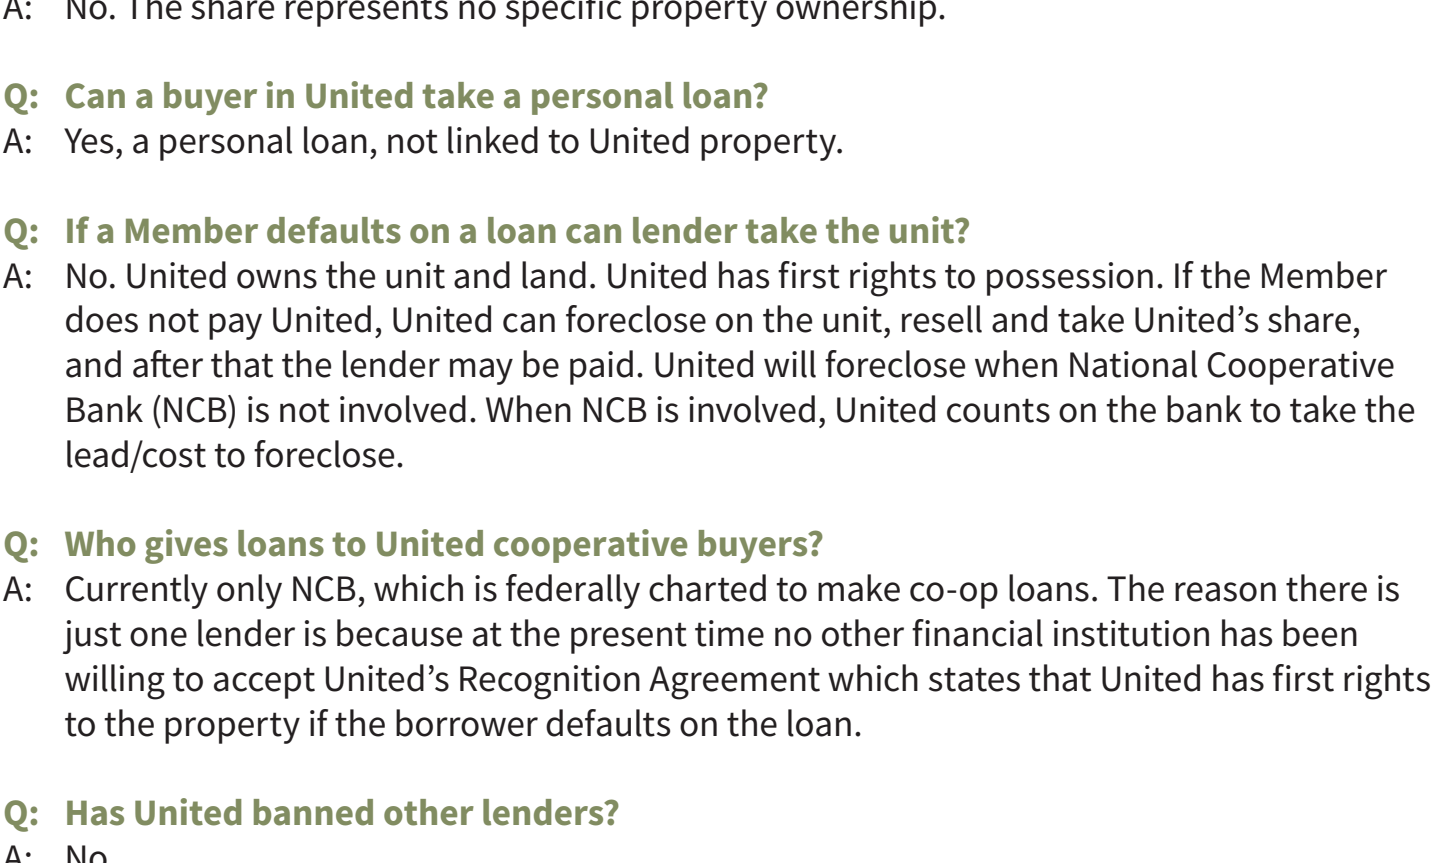 A: No. The share represents no specific property ownership.
Q: Can a buyer in United take a personal loan?
A: Yes, a personal loan, not linked to United property.
Q: If a Member defaults on a loan can lender take the unit?
A: No. United owns the unit and land. United has first rights to possession. If the Member
does not pay United, United can foreclose on the unit, resell and take United’s share,
and after that the lender may be paid. United will foreclose when National Cooperative
Bank (NCB) is not involved. When NCB is involved, United counts on the bank to take the
lead/cost to foreclose.
Q: Who gives loans to United cooperative buyers?
A: Currently only NCB, which is federally charted to make co-op loans. The reason there is
just one lender is because at the present time no other financial institution has been
willing to accept United’s Recognition Agreement which states that United has first rights
to the property if the borrower defaults on the loan.
Q: Has United banned other lenders?
A: No